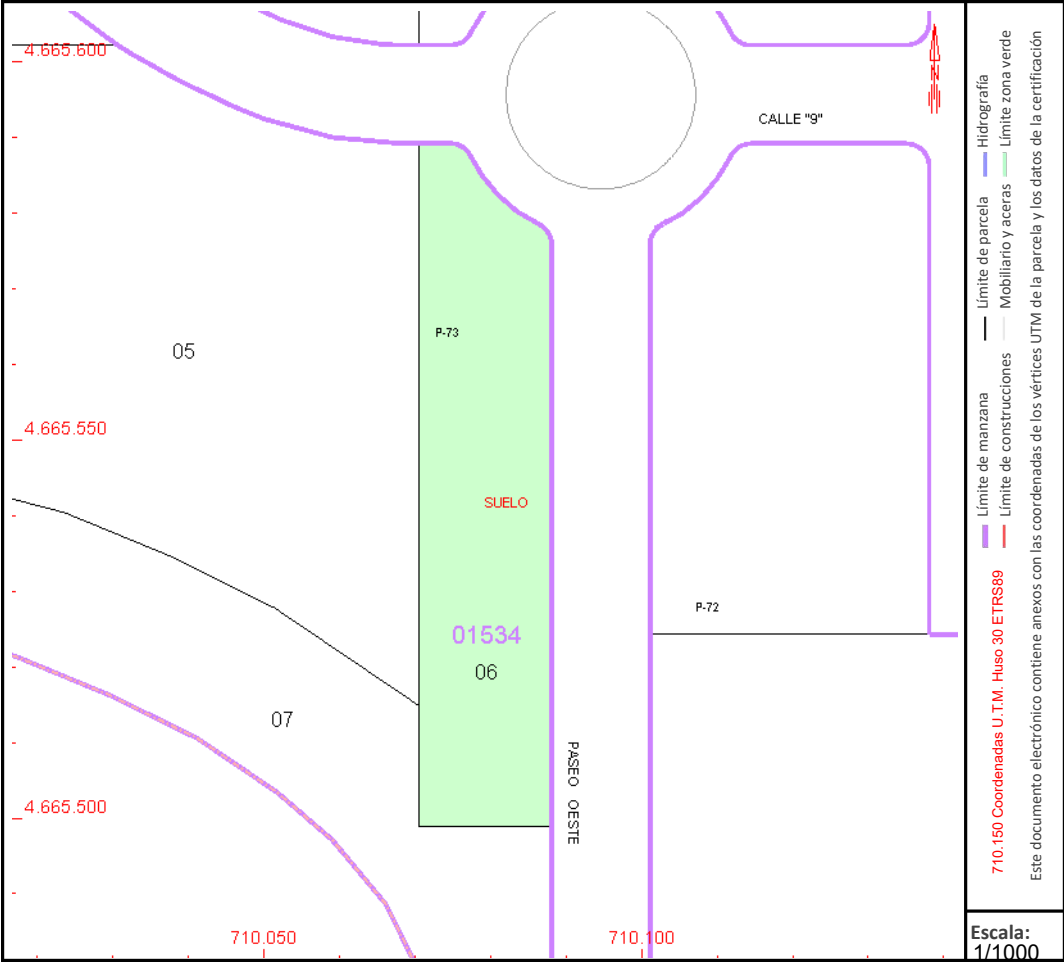 4.665.600
CALLE "9"
P-73
05
4.665.550
SUELO
P-72
01534
06
07
PASEO OESTE
4.665.500
710.050
710.100
N
710.150 Coordenadas U.T.M. Huso 30 ETRS89
Límite de manzana
Límite de parcela
Hidrografía
Límite de construcciones
Mobiliario y aceras
Límite zona verde
Este documento electrónico contiene anexos con las coordenadas de los vértices UTM de la parcela y los datos de la certificación
Escala:
1/1000